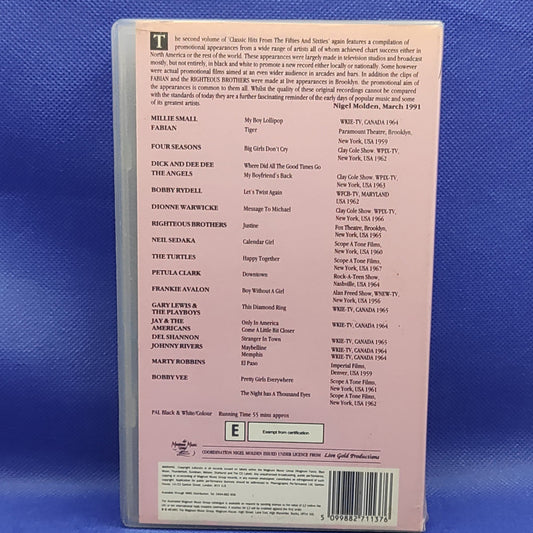 The second volume of 'Classic Hits From The Fifties And Sixties' again features a compilation of
promotional appearances from a wide range of artists all of whom achieved chart success either in
North America or the rest of the world. These appearances were largely made in television studios and broadcast
mostly, but not entirely, in black and white to promote a new record either locally or nationally. Some however
were actual promotional films aimed at an even wider audience in arcades and bars. In addition the clips of
FABIAN and the RIGHTEOUS BROTHERS were made at live appearances in Brooklyn. the promotional aim of
the appearances is common to them all. Whilst the quality of these original recordings cannot be compared
with the standards of today they are a further fascinating reminder of the early days of popular music and some
of its greatest artists.
Nigel Molden, March 1991
MILLIE SMALL My Boy Lollipop WKIE-TV, CANADA 1964
FABIAN Tiger Paramount Theatre, Brooklyn,
New York, USA 1959
FOUR SEASONS Big Girls Don't Cry Clay Cole Show. WPIX-TV,
New York, USA 1962
DICK AND DEE DEE Where Did All The Good Times Go
THE ANGELS My Boyfriend's Back Clay Cole Show. WPIX-TV,
New York, USA 1963
BOBBY RYDELL Let's Twist Again WPCB-TV, MARYLAND
USA 1962
DIONNE WARWICKE Message To Michael Clay Cole Show. WPIX-TV,
New York, USA 1966
RIGHTEOUS BROTHERS Justine Fox Theatre, Brooklyn,
New York, USA 1965
NEIL SEDAKA Calendar Girl Scope A Tone Films,
New York, USA 1960
THE TURTLES Happy Together Scope A Tone Films,
New York, USA 1967
PETULA CLARK Downtown Rock-A-Teen Show,
Nashville, USA 1964
FRANKIE AVALON Boy Without A Girl Alan Freed Show, WNEW-TV,
New York, USA 1956
GARY LEWIS & This Diamond Ring WKIE-TV, CANADA 1965
THE PLAYBOYS
JAY & THE Only In America WKIE-TV, CANADA 1964
AMERICANS Come A Little Bit Closer
DEL SHANNON Stranger In Town WKIE-TV, CANADA 1965
JOHNNY RIVERS Maybelline WKIE-TV, CANADA 1964
Memphis WKIE-TV, CANADA 1964
MARTY ROBBINS El Paso Imperial Films,
Denver, USA 1959
BOBBY VEE Pretty Girls Everywhere Scope A Tone Films,
New York, USA 1961
The Night has A Thousand Eyes Scope A Tone Films,
New York, USA 1962
PAL Black & White/Colour Running Time 55 mins approx
E Exempt from certification
Magnum Music
COORDINATION NIGEL MOLDEN ISSUED UNDER LICENCE FROM Live Gold Productions
5 099882 711376